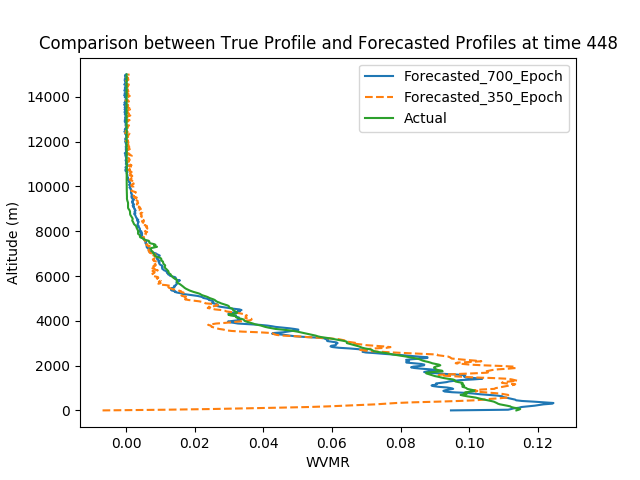 Comparison between True Profile and Forecasted Profiles at time 448
Forecasted_700_Epoch
Forecasted_350_Epoch
Actual
14000
12000
10000
8000
6000
4000
2000
0
Altitude (m)
0.00 0.02 0.04 0.06 0.08 0.10 0.12
WVMR